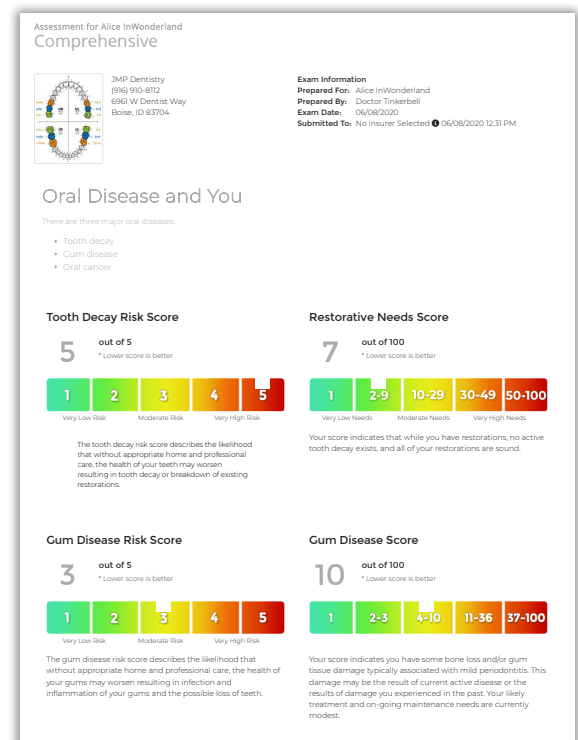 Assessment for Alice InWonderland
Comprehensive
JMP Dentistry
(916) 910-8112
6961 W Dentist Way
Boise, ID 83704
Exam Information
Prepared For: Alice InWonderland
Prepared By: Doctor Tinkerbell
Exam Date: 06/08/2020
Submitted To: No Insurer Selected 06/08/2020 12:31 PM
Oral Disease and You
There are three major oral diseases:
• Tooth decay
• Gum disease
• Oral cancer
Tooth Decay Risk Score
5
out of 5
* Lower score is better
1 2 3 4 5
Very Low Risk Moderate Risk Very High Risk
The tooth decay risk score describes the likelihood
that without appropriate home and professional
care, the health of your teeth may worsen
resulting in tooth decay or breakdown of existing
restorations.
Restorative Needs Score
7
out of 100
* Lower score is better
1 2-9 10-29 30-49 50-100
Very Low Needs Moderate Needs Very High Needs
Your score indicates that while you have restorations, no active
tooth decay exists, and all of your restorations are sound.
Gum Disease Risk Score
3
out of 5
* Lower score is better
1 2 3 4 5
Very Low Risk Moderate Risk Very High Risk
The gum disease risk score describes the likelihood that
without appropriate home and professional care, the health of
your gums may worsen resulting in infection and
inflammation of your gums and the possible loss of teeth.
Gum Disease Score
10
out of 100
* Lower score is better
1 2-3 4-10 11-36 37-100
Your score indicates you have some bone loss and/or gum
tissue damage typically associated with mild periodontitis. This
damage may be the result of current active disease or the
results of damage you experienced in the past. Your likely
treatment and on-going maintenance needs are currently
modest.